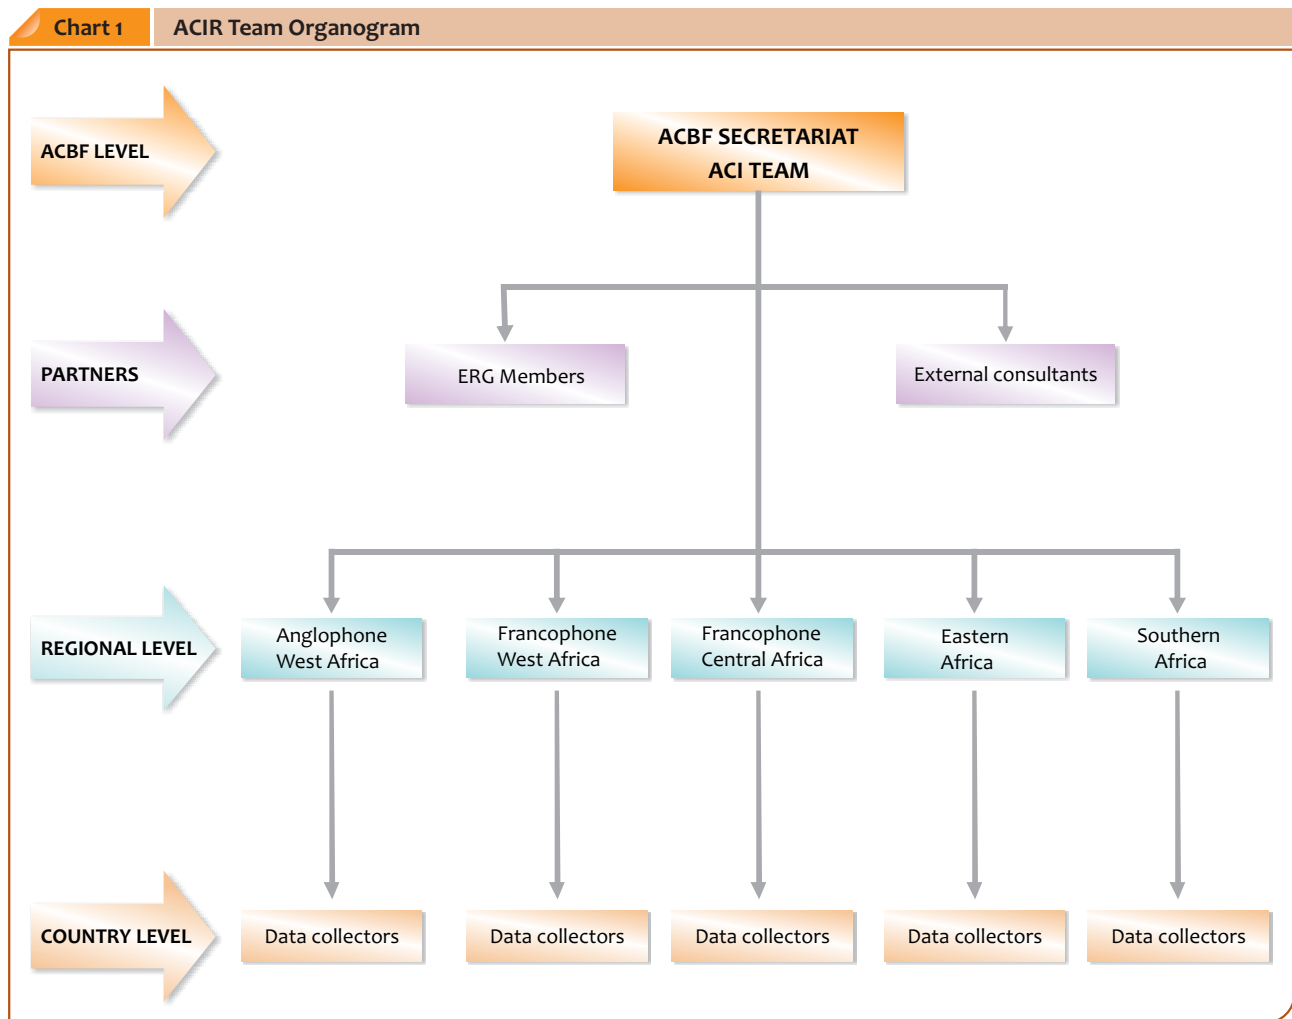 Chart 1
ACIR Team Organogram
ACBF LEVEL
ACBF SECRETARIAT
ACI TEAM
PARTNERS
ERG Members
External consultants
REGIONAL LEVEL
Anglophone
West Africa
Francophone
West Africa
Francophone
Central Africa
Eastern
Africa
Southern
Africa
COUNTRY LEVEL
Data collectors
Data collectors
Data collectors
Data collectors
Data collectors